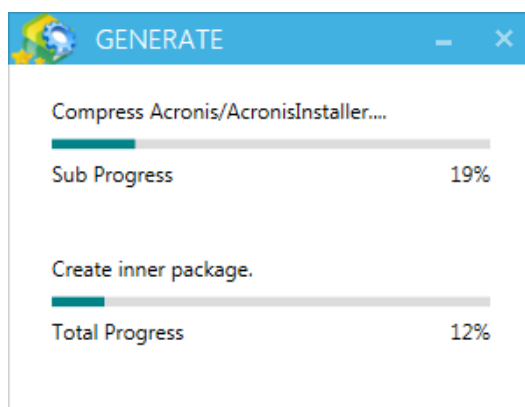 GENERATE
Compress Acronis/AcronisInstaller....
Sub Progress 19%
Create inner package.
Total Progress 12%